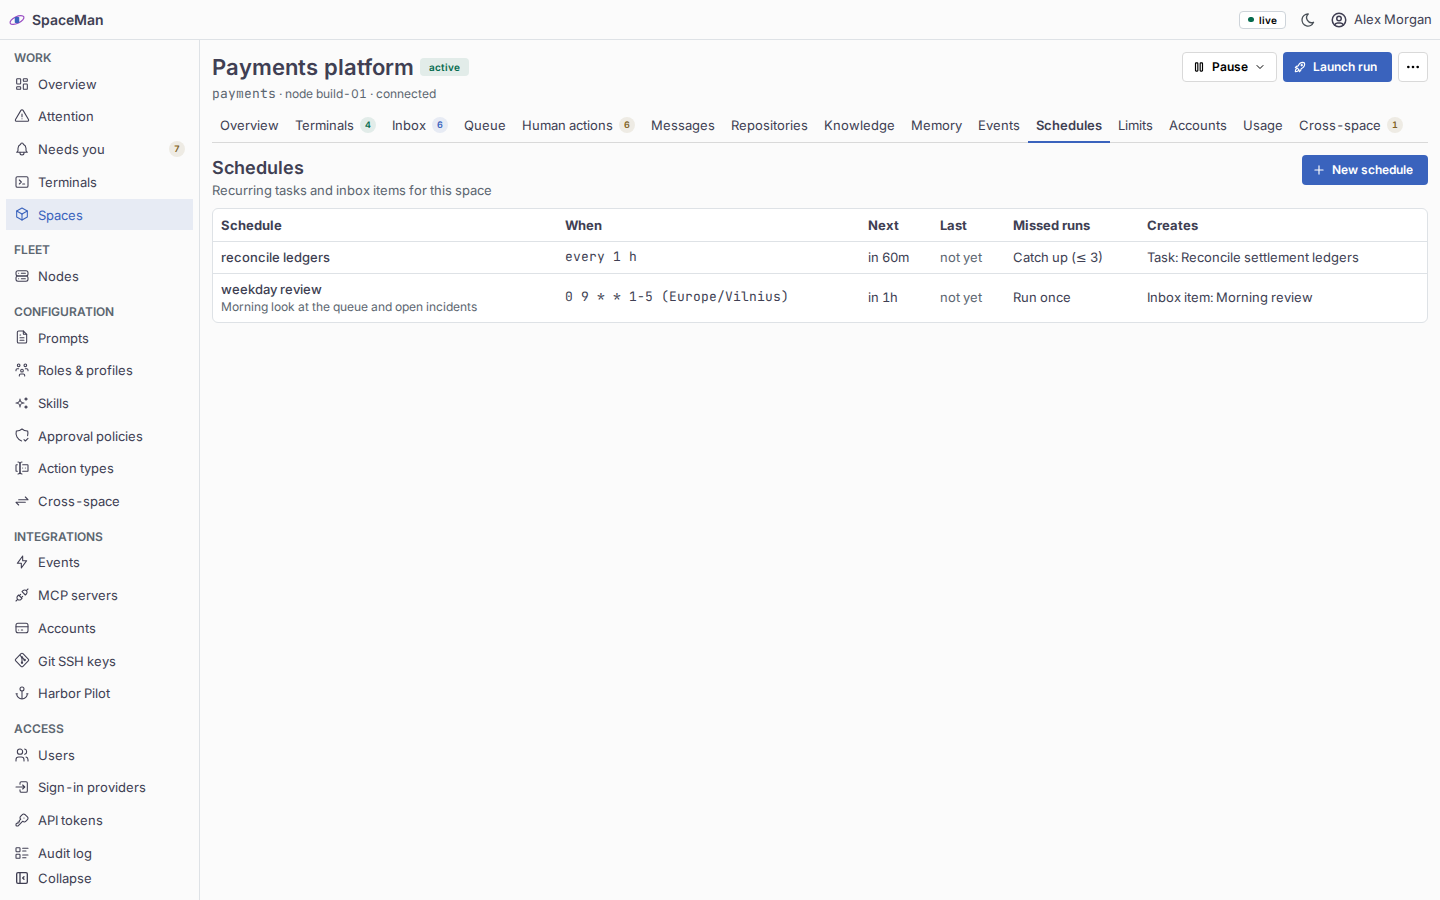 SpaceMan
live
Alex Morgan
WORK
Overview
Attention
Needs you 7
Terminals
Spaces
FLEET
Nodes
CONFIGURATION
Prompts
Roles & profiles
Skills
Approval policies
Action types
Cross-space
INTEGRATIONS
Events
MCP servers
Accounts
Git SSH keys
Harbor Pilot
ACCESS
Users
Sign-in providers
API tokens
Audit log
Collapse
Payments platform active
Pause
Launch run
payments · node build-01 · connected
Overview Terminals 4 Inbox 6 Queue Human actions 6 Messages Repositories Knowledge Memory Events Schedules Limits Accounts Usage Cross-space 1
Schedules
New schedule
Recurring tasks and inbox items for this space
Schedule When Next Last Missed runs Creates
reconcile ledgers every 1 h in 60m not yet Catch up (≤ 3) Task: Reconcile settlement ledgers
weekday review 0 9 * * 1-5 (Europe/Vilnius) in 1h not yet Run once Inbox item: Morning review
Morning look at the queue and open incidents